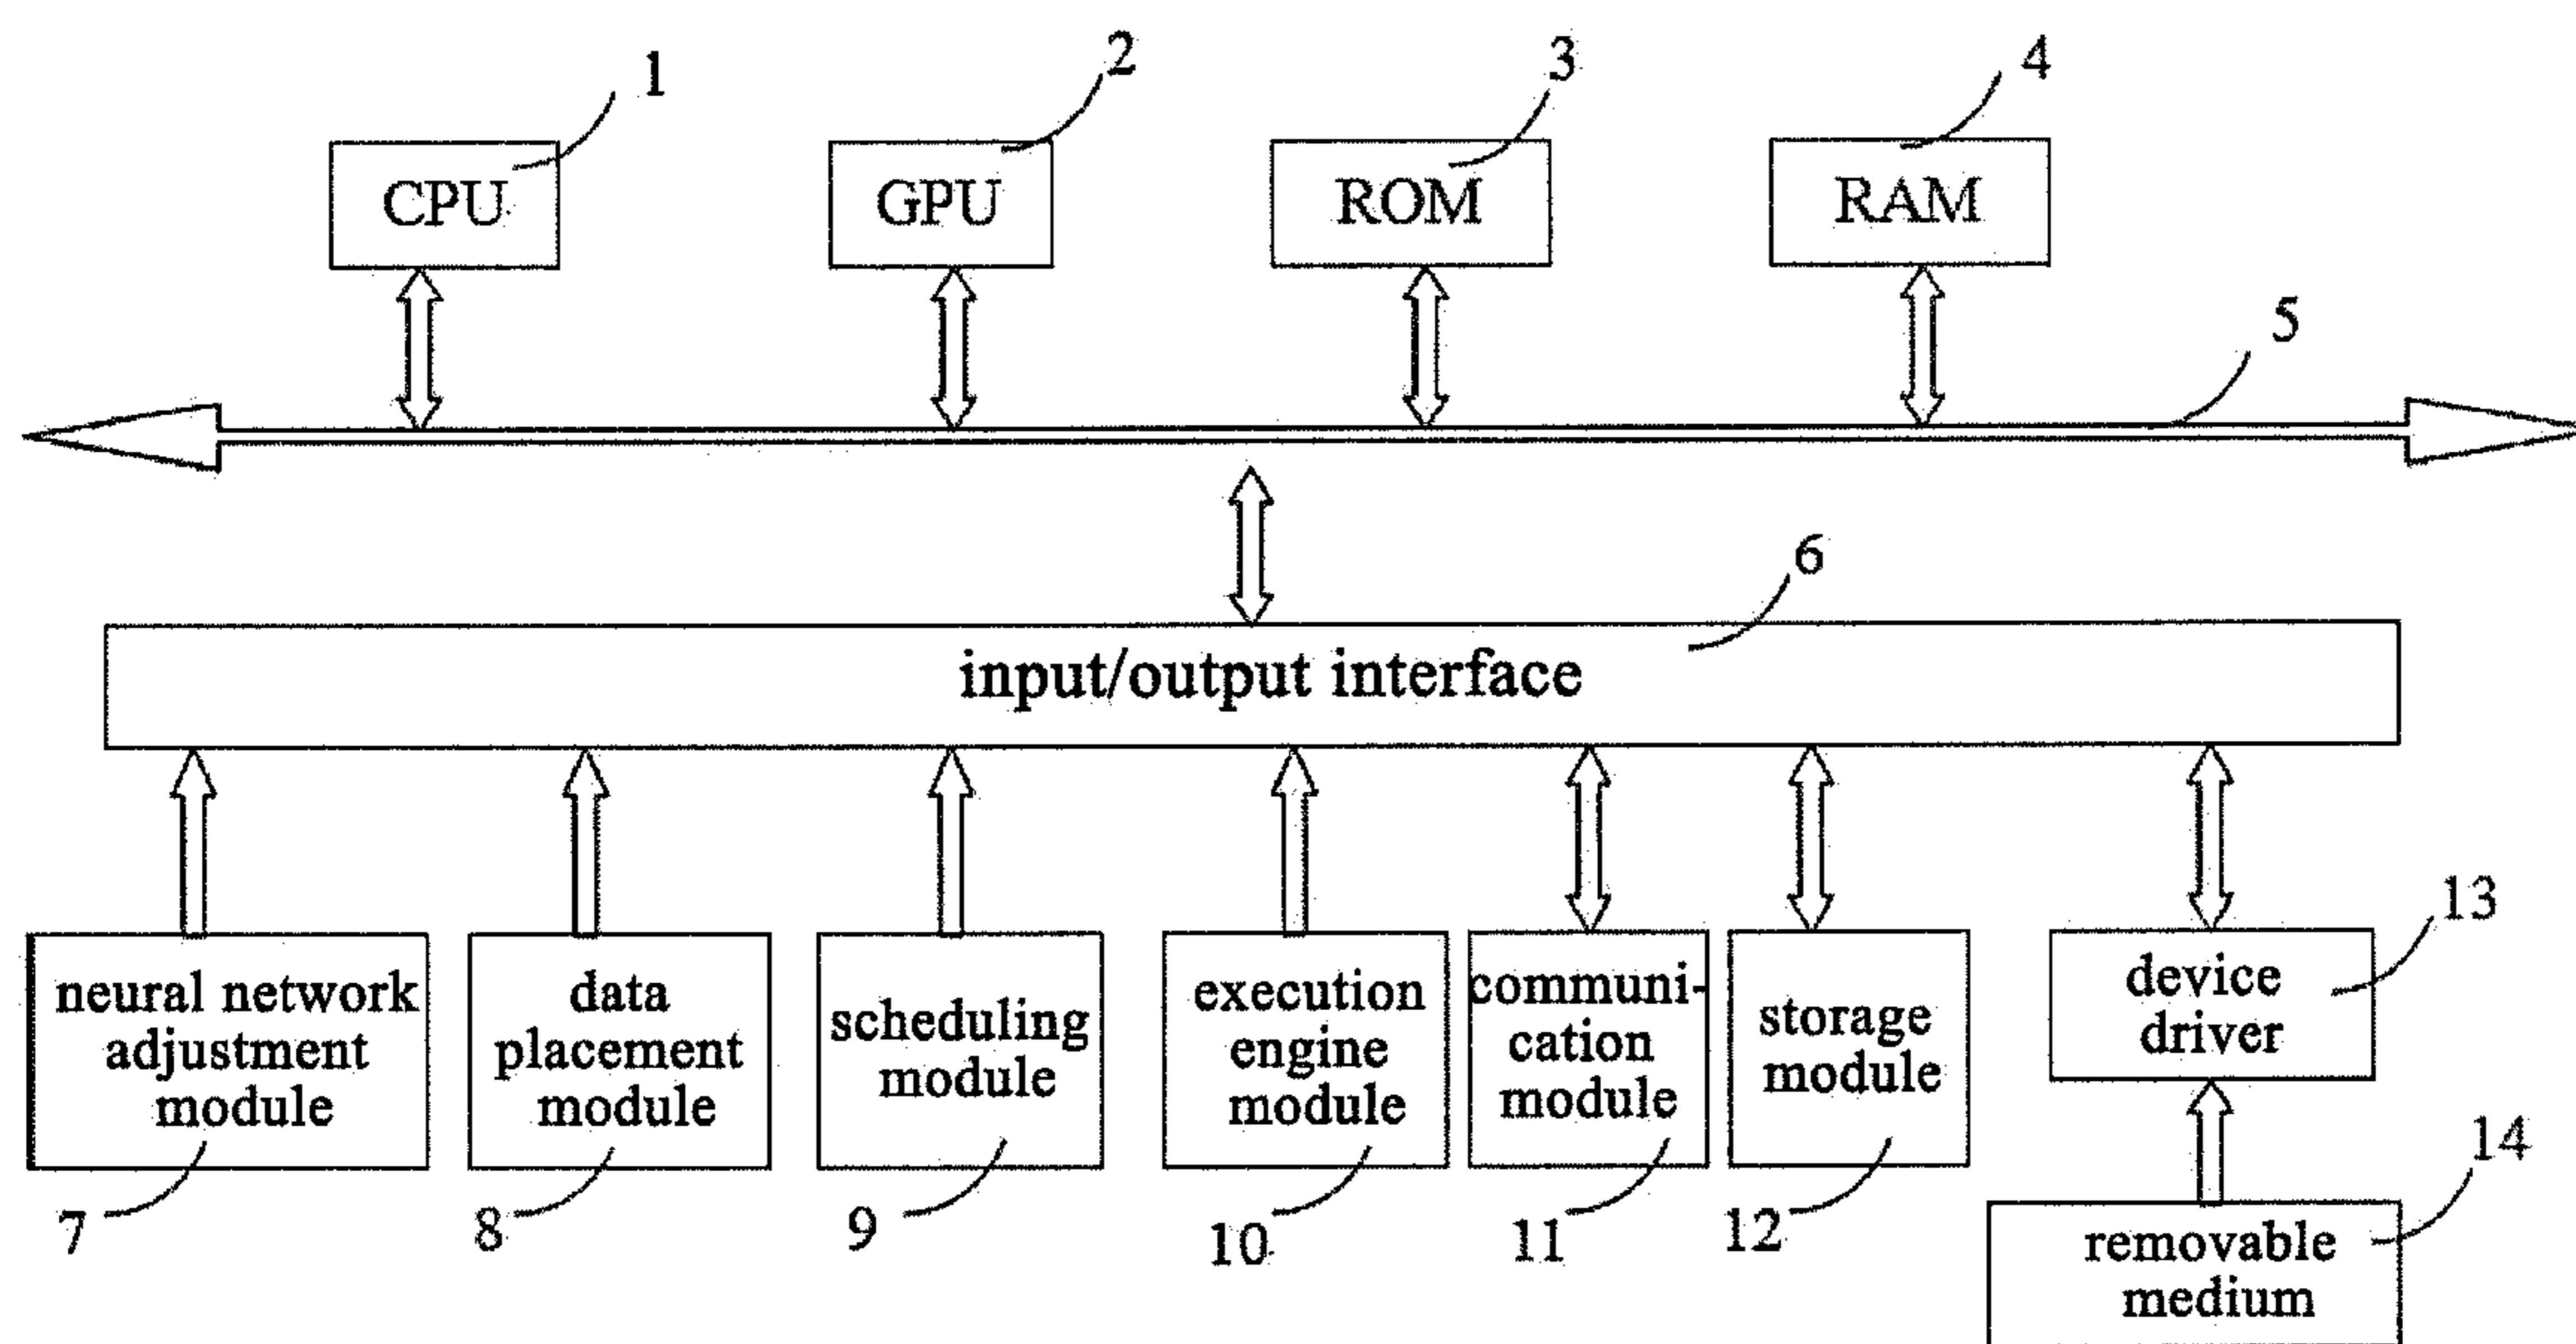 1
2
3
4
CPU
GPU
ROM
RAM
5
6
input/output interface
neural network
adjustment
module
data
placement
module
scheduling
module
execution
engine
module
communi-
cation
module
storage
module
device
driver
13
7
8
9
10
11
12
14
removable
medium